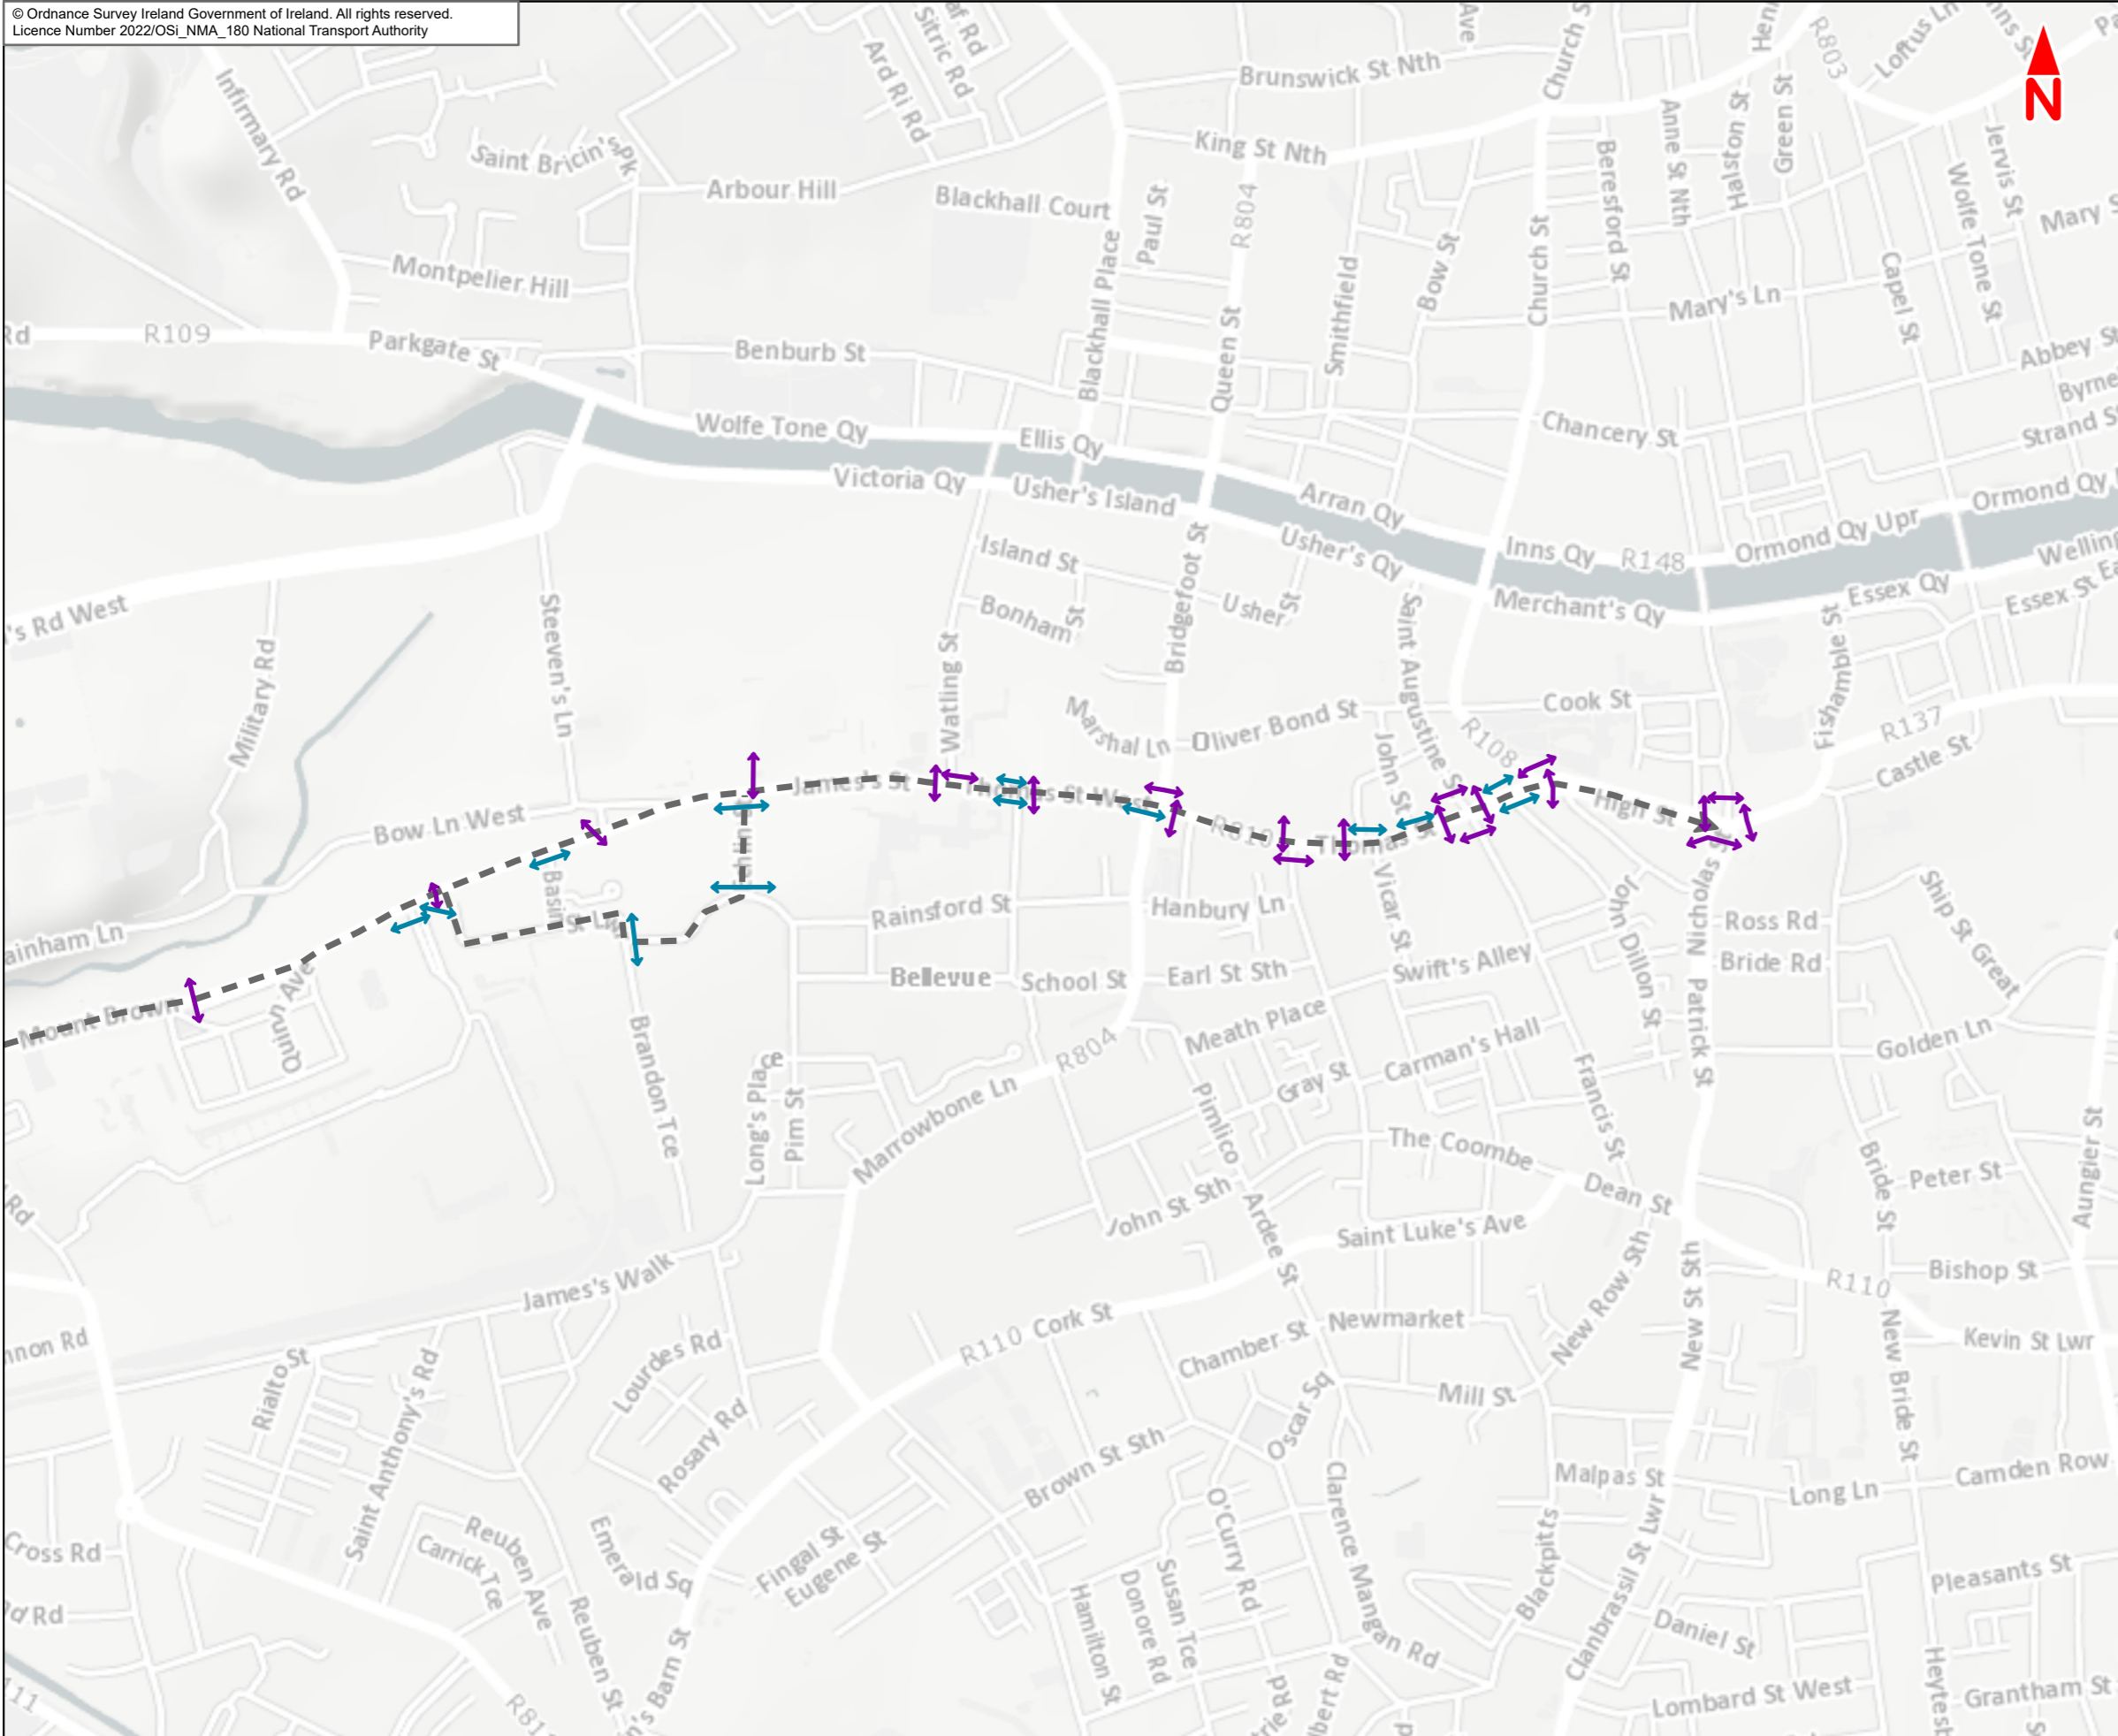 © Ordnance Survey Ireland Government of Ireland. All rights reserved.
Licence Number 2022/OSi_NMA_180 National Transport Authority
N
Infirmary Rd
Ard Ri Rd
Sitric Rd
Brunswick St Nth
Church St
R803
Loftus Ln
Saint Bricin's Pk
King St Nth
Anne St Nth
Halston St
Green St
Beresford St
Jervis St
Wolfe Tone St
Arbour Hill
Blackhall Court
Paul St
R804
Montpelier Hill
Blackhall Place
Queen St
Smithfield
Bow St
Church St
Mary's Ln
Capel St
R109
Parkgate St
Benburb St
Wolfe Tone Qy
Ellis Qy
Chancery St
Victoria Qy
Usher's Island
Arran Qy
Usher's Qy
Inns Qy
R148
Ormond Qy Upr
Ormond Qy
Merchant's Qy
Essex Qy
Essex St
's Rd West
Military Rd
Steeven's Ln
Island St
Bonham St
Usher St
Watling St
Bridgefoot St
Saint Augustine St
Fishamble St
Marshal Ln
Oliver Bond St
Cook St
R108
John St
R137
Castle St
Bow Ln West
James's St
Thomas St West
R810
Thomas St
High St
Rainsford St
Hanbury Ln
Vicar St
John Dillon St
Nicholas St
Ross Rd
Bride Rd
Ship St Great
Mount Brown
Quinn Ave
Bellevue
School St
Earl St Sth
Swift's Alley
Meath Place
Carman's Hall
Patrick St
Golden Ln
Brandon Tce
Long's Place
Pim St
R804
Marrowbone Ln
Gray St
Pimlico
Francis St
The Coombe
Dean St
Bride St
Peter St
Aungier St
John St Sth
Ardee St
Saint Luke's Ave
New Row Sth
New St Sth
Bishop St
R110
James's Walk
R110
Cork St
Newmarket
Chamber St
Kevin St Lwr
Rialto St
Saint Anthony's Rd
Lourdes Rd
Rosary Rd
Oscar Sq
Mill St
New Bride St
Brown St Sth
Malpas St
Long Ln
Camden Row
Cross Rd
Reuben Ave
Carrick Tce
Emerald Sq
Fingal St
Eugene St
O'Curry Rd
Clarence Mangan Rd
Blackpitts
Clanbrassil St Lwr
Pleasants St
Reuben St
Hamilton St
Donore Rd
Susan Tce
Daniel St
Lombard St West
Grantham St